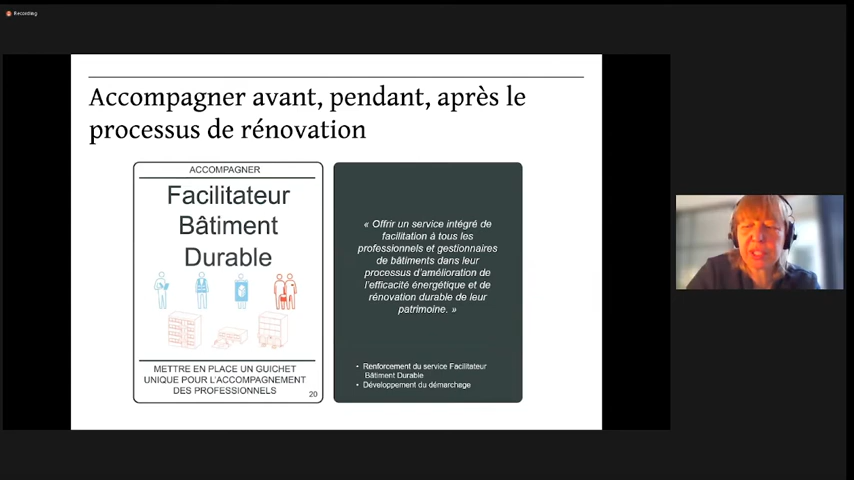 Recording
Accompagner avant, pendant, après le
processus de rénovation
ACCOMPAGNER
Facilitateur
Bâtiment
Durable
METTRE EN PLACE UN GUICHET
UNIQUE POUR L'ACCOMPAGNEMENT
DES PROFESSIONNELS
20
« Offrir un service intégré de
facilitation à tous les
professionnels et gestionnaires
de bâtiments dans leur
processus d'amélioration de
l'efficacité énergétique et de
rénovation durable de leur
patrimoine. »
• Renforcement du service Facilitateur
Bâtiment Durable
• Développement du démarchage